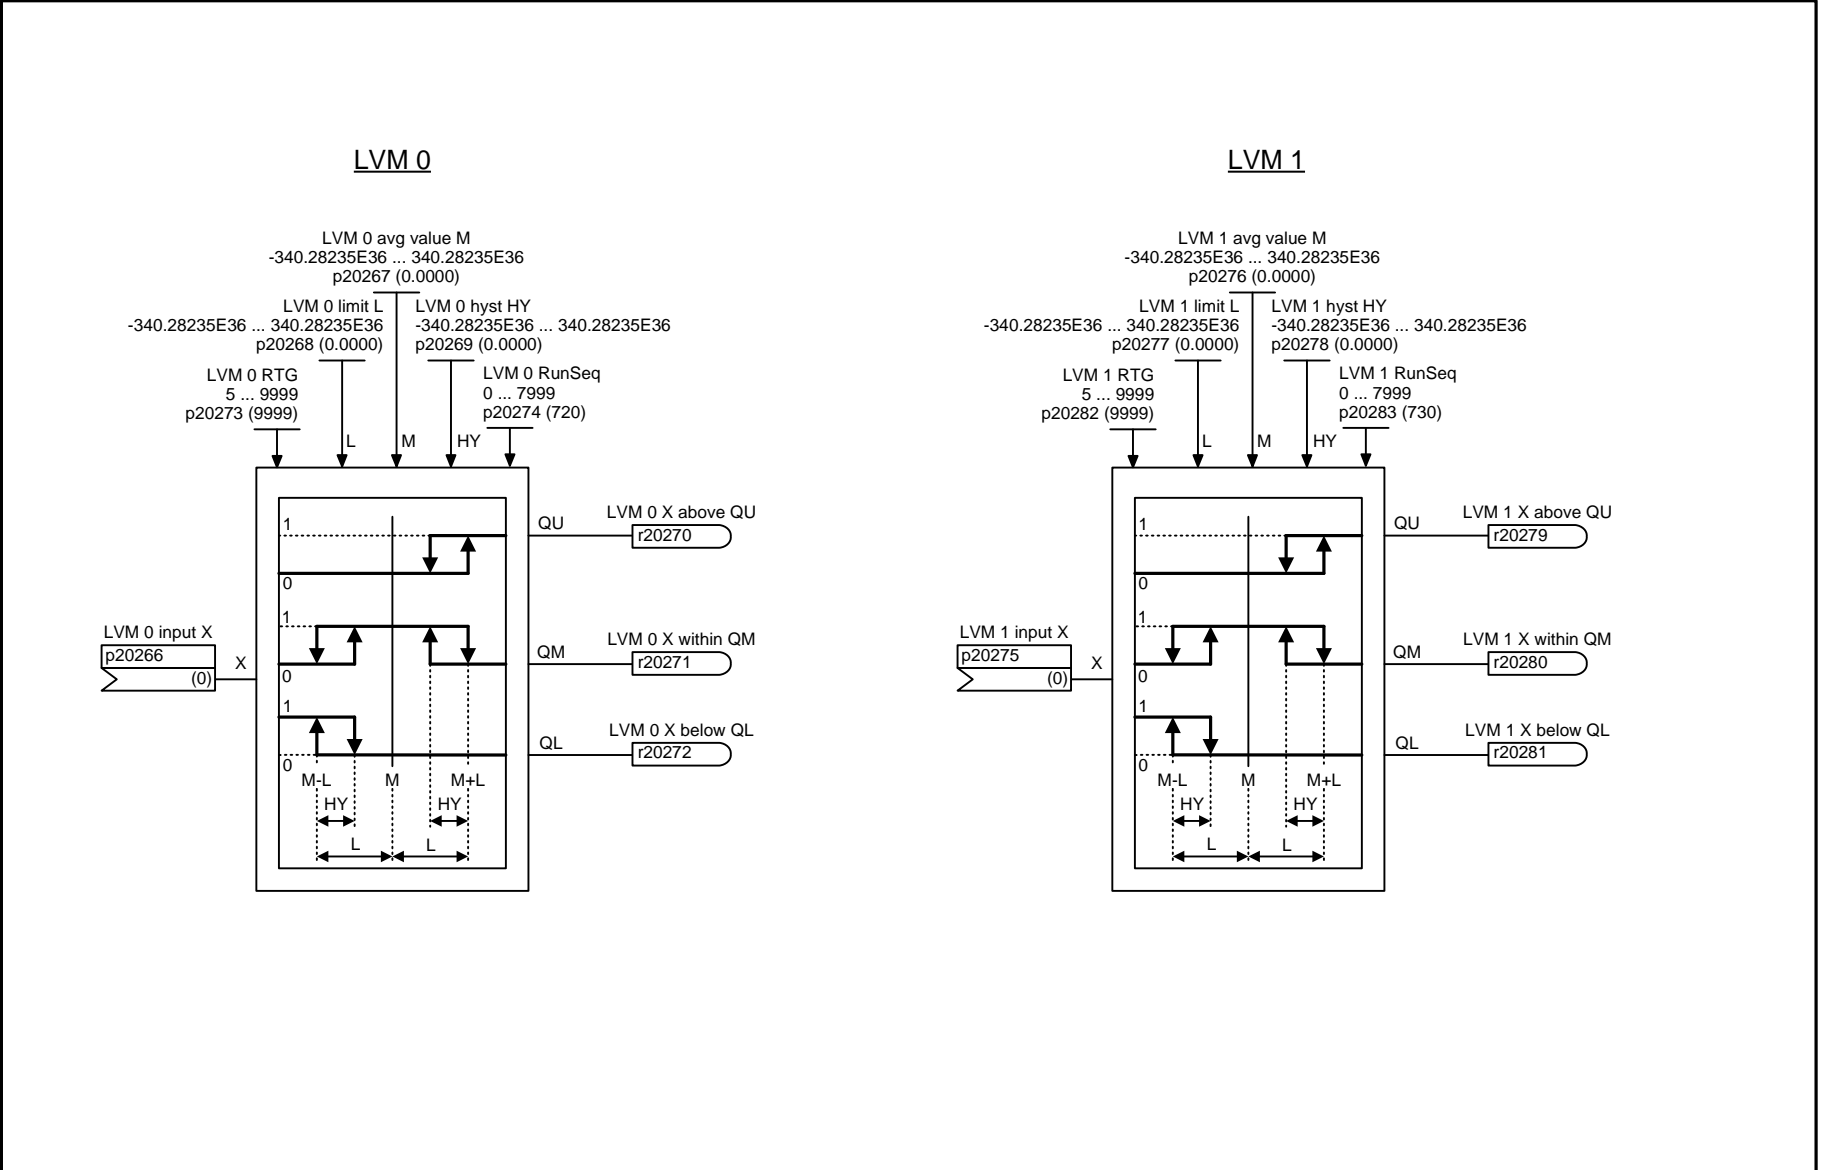 LVM 0
LVM 0 avg value M
-340.28235E36 ... 340.28235E36
p20267 (0.0000)
LVM 0 limit L
-340.28235E36 ... 340.28235E36
p20268 (0.0000)
LVM 0 hyst HY
-340.28235E36 ... 340.28235E36
p20269 (0.0000)
LVM 0 RTG
5 ... 9999
p20273 (9999)
LVM 0 RunSeq
0 ... 7999
p20274 (720)
L
M
HY
LVM 0 input X
p20266
(0)
X
1
0
1
0
1
0
M-L
M
M+L
HY
HY
L
L
QU
LVM 0 X above QU
r20270
QM
LVM 0 X within QM
r20271
QL
LVM 0 X below QL
r20272
LVM 1
LVM 1 avg value M
-340.28235E36 ... 340.28235E36
p20276 (0.0000)
LVM 1 limit L
-340.28235E36 ... 340.28235E36
p20277 (0.0000)
LVM 1 hyst HY
-340.28235E36 ... 340.28235E36
p20278 (0.0000)
LVM 1 RTG
5 ... 9999
p20282 (9999)
LVM 1 RunSeq
0 ... 7999
p20283 (730)
L
M
HY
LVM 1 input X
p20275
(0)
X
1
0
1
0
1
0
M-L
M
M+L
HY
HY
L
L
QU
LVM 1 X above QU
r20279
QM
LVM 1 X within QM
r20280
QL
LVM 1 X below QL
r20281